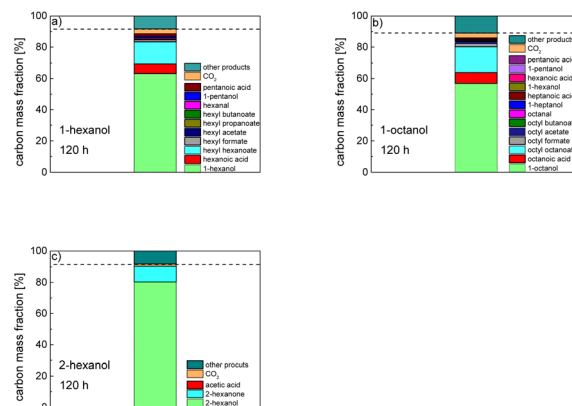 a)
carbon mass fraction [%]
100
80
60
40
20
0
1-hexanol
120 h
other products
CO2
pentanoic acid
1-pentanol
hexanal
hexyl butanoate
hexyl propanoate
hexyl acetate
hexyl formate
hexyl hexanoate
hexanoic acid
1-hexanol
b)
carbon mass fraction [%]
100
80
60
40
20
0
1-octanol
120 h
other products
CO2
pentanoic acid
1-pentanol
hexanoic acid
1-hexanol
heptanoic acid
1-heptanol
octanal
octyl butanoat
octyl acetate
octyl formate
octyl octanoat
octanoic acid
1-octanol
c)
carbon mass fraction [%]
100
80
60
40
20
0
2-hexanol
120 h
other procuts
CO2
acetic acid
2-hexanone
2-hexanol